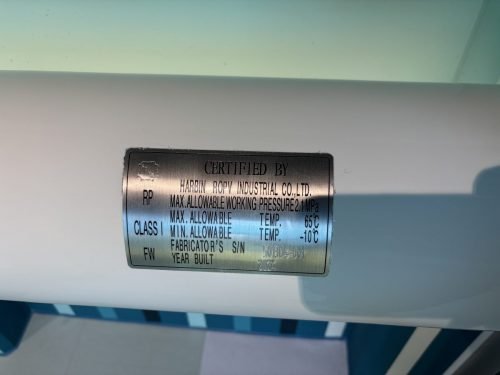 CERTIFIED BY
HARBIN ROPV INDUSTRIAL CO.,LTD.
RP
MAX.ALLOWABLE WORKING PRESSURE 2.1MPa
MAX. ALLOWABLE TEMP. 65℃
CLASS I
MIN. ALLOWABLE TEMP. -10℃
FABRICATOR'S S/N
FW
YEAR BUILT